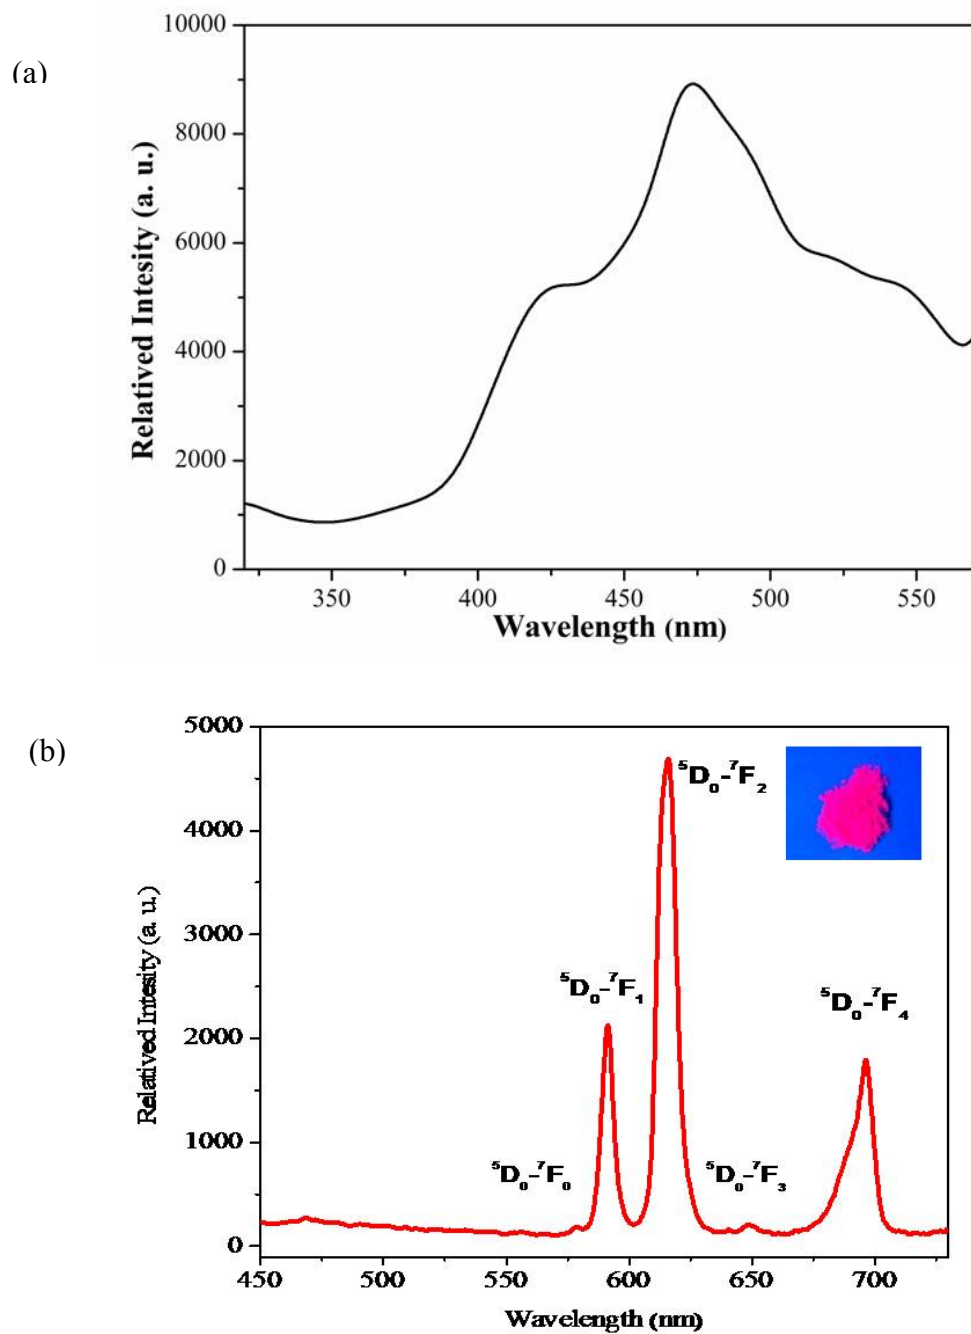 (a)
10000
8000
6000
4000
2000
0
Relatived Intesity (a. u.)
350 400 450 500 550
Wavelength (nm)
(b)
5000
4000
3000
2000
1000
0
Relatived Intesity (a. u.)
⁵D₀-⁷F₂
⁵D₀-⁷F₁
⁵D₀-⁷F₄
⁵D₀-⁷F₀
⁵D₀-⁷F₃
450 500 550 600 650 700
Wavelength (nm)